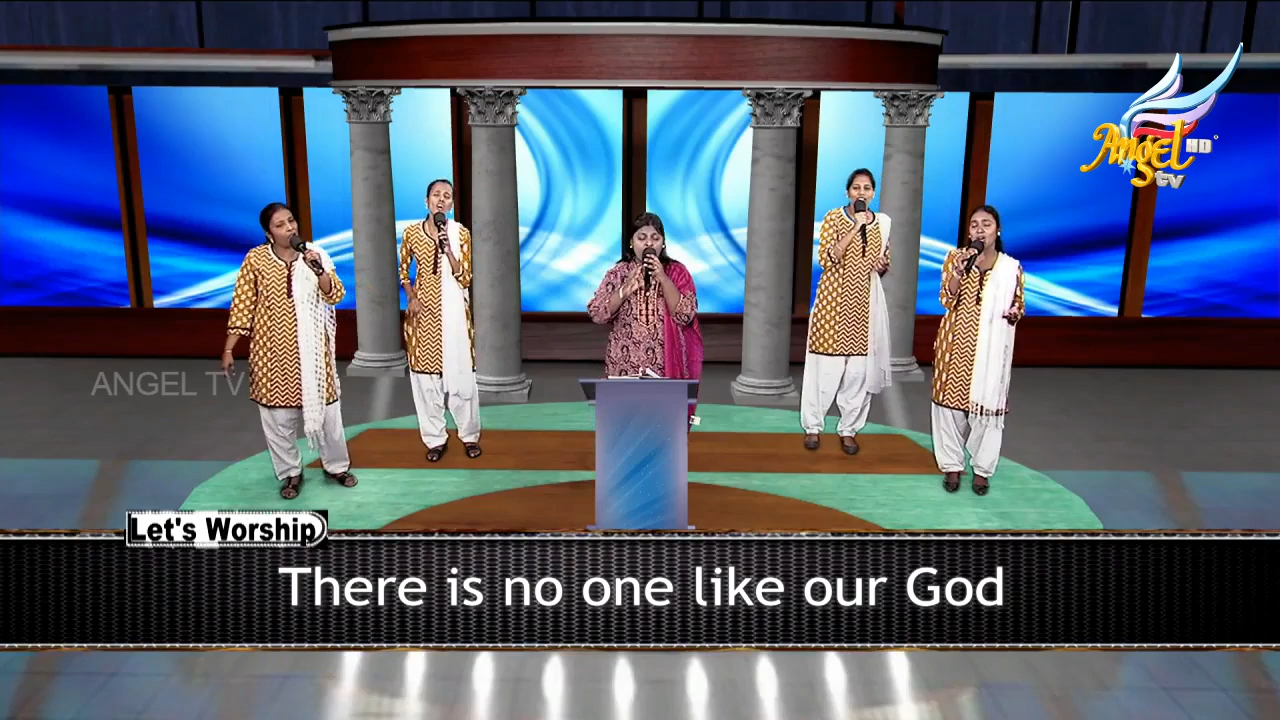 Angel HD
tv
ANGEL TV
Let's Worship
There is no one like our God